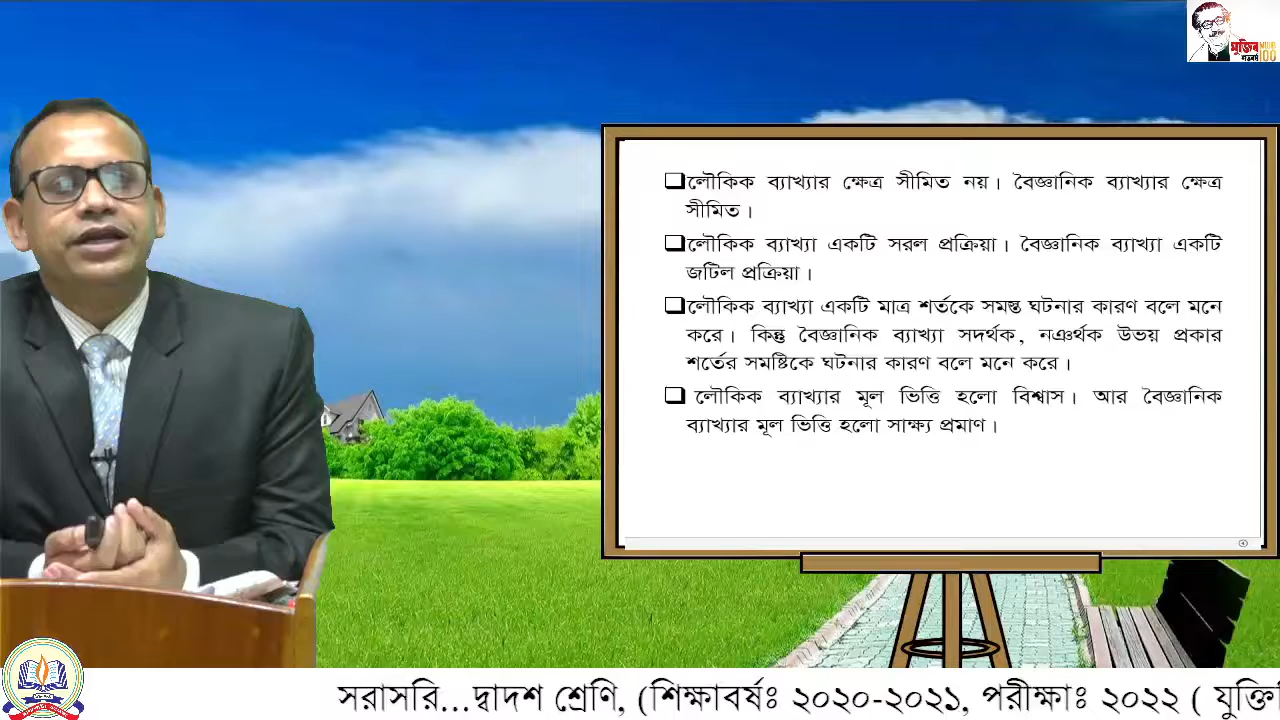 মুজিব
100
লৌকিক ব্যাখ্যার ক্ষেত্র সীমিত নয়। বৈজ্ঞানিক ব্যাখ্যার ক্ষেত্র
সীমিত।
লৌকিক ব্যাখ্যা একটি সরল প্রক্রিয়া। বৈজ্ঞানিক ব্যাখ্যা একটি
জটিল প্রক্রিয়া।
লৌকিক ব্যাখ্যা একটি মাত্র শর্তকে সমস্ত ঘটনার কারণ বলে মনে
করে। কিন্তু বৈজ্ঞানিক ব্যাখ্যা সদর্থক, নঞর্থক উভয় প্রকার
শর্তের সমষ্টিকে ঘটনার কারণ বলে মনে করে।
লৌকিক ব্যাখ্যার মূল ভিত্তি হলো বিশ্বাস। আর বৈজ্ঞানিক
ব্যাখ্যার মূল ভিত্তি হলো সাক্ষ্য প্রমাণ।
সরাসরি...দ্বাদশ শ্রেণি, (শিক্ষাবর্ষঃ ২০২০-২০২১, পরীক্ষাঃ ২০২২ (